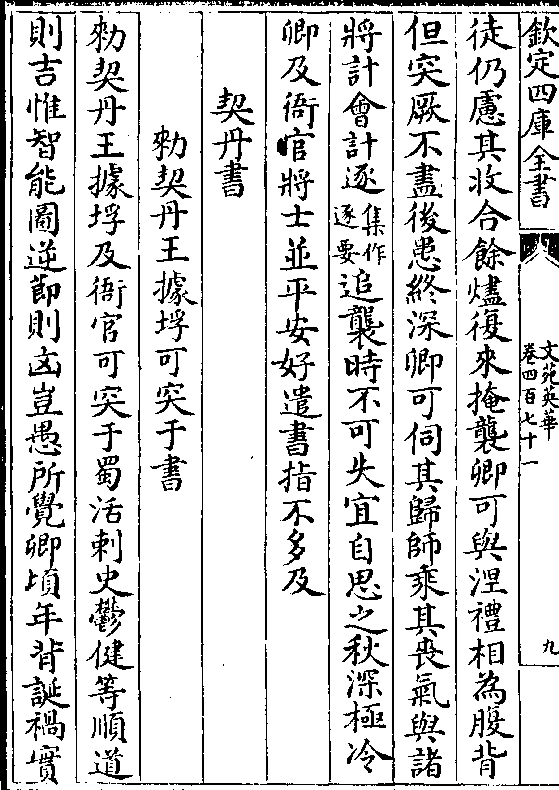 欽定四庫全書
文苑英華
卷四百七十一
九
徒仍慮其收合餘燼復來掩襲卿可與涅禮相為腹背
但突厥不盡後患終深卿可伺其歸師乘其喪氣與諸
將計會計逐集作逐要追襲時不可失宜自思之秋深極冷
卿及衙官將士並平安好遣書指不多及
契丹書
勑契丹王據埒可突于書
勑契丹王據埒及衙官可突于蜀活刺史鬱健等順道
則吉惟智能圖逆節則凶豈愚所覺卿頃年背誕禍實